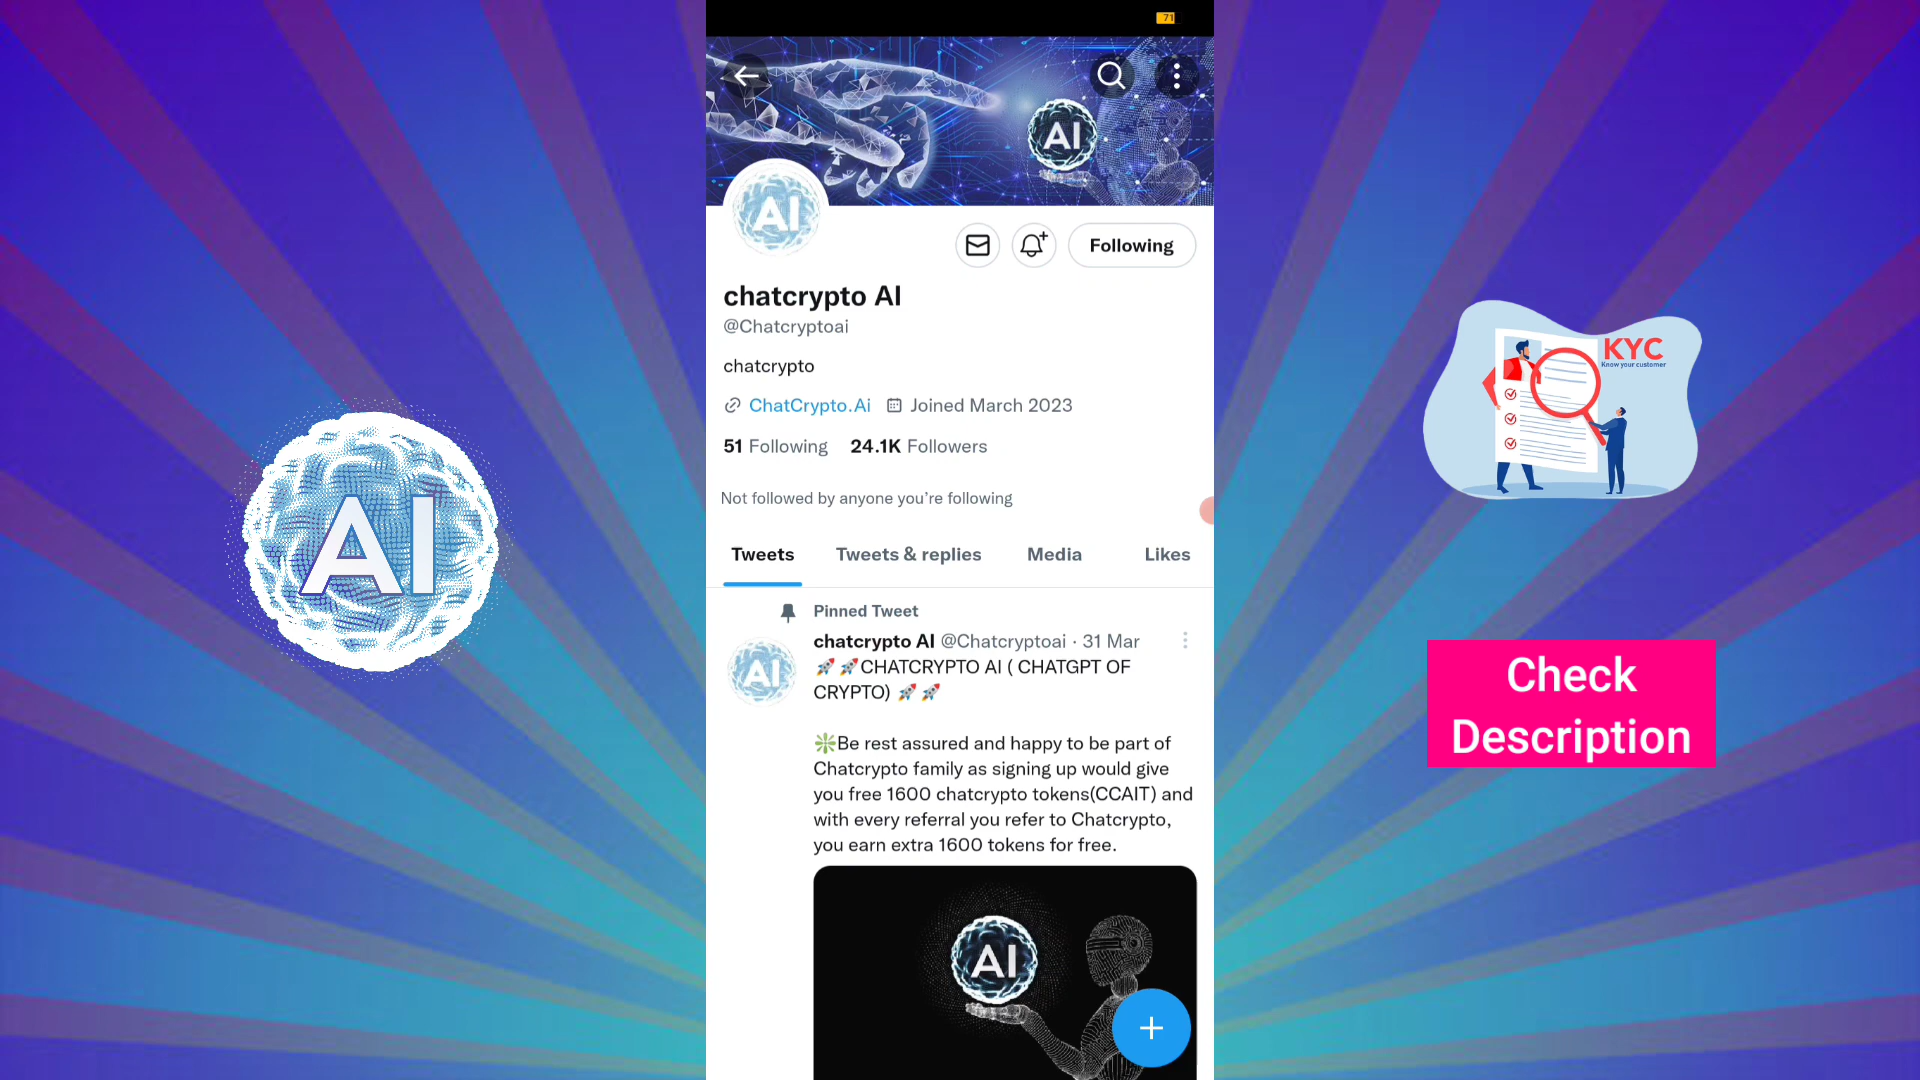 71
AI
AI
Following
chatcrypto AI
@Chatcryptoai
chatcrypto
ChatCrypto.Ai Joined March 2023
51 Following 24.1K Followers
Not followed by anyone you're following
Tweets Tweets & replies Media Likes
Pinned Tweet
chatcrypto AI @Chatcryptoai · 31 Mar
🚀🚀CHATCRYPTO AI ( CHATGPT OF
CRYPTO) 🚀🚀
❇️Be rest assured and happy to be part of
Chatcrypto family as signing up would give
you free 1600 chatcrypto tokens(CCAIT) and
with every referral you refer to Chatcrypto,
you earn extra 1600 tokens for free.
AI
AI
AI
KYC
Know your customer
Check
Description